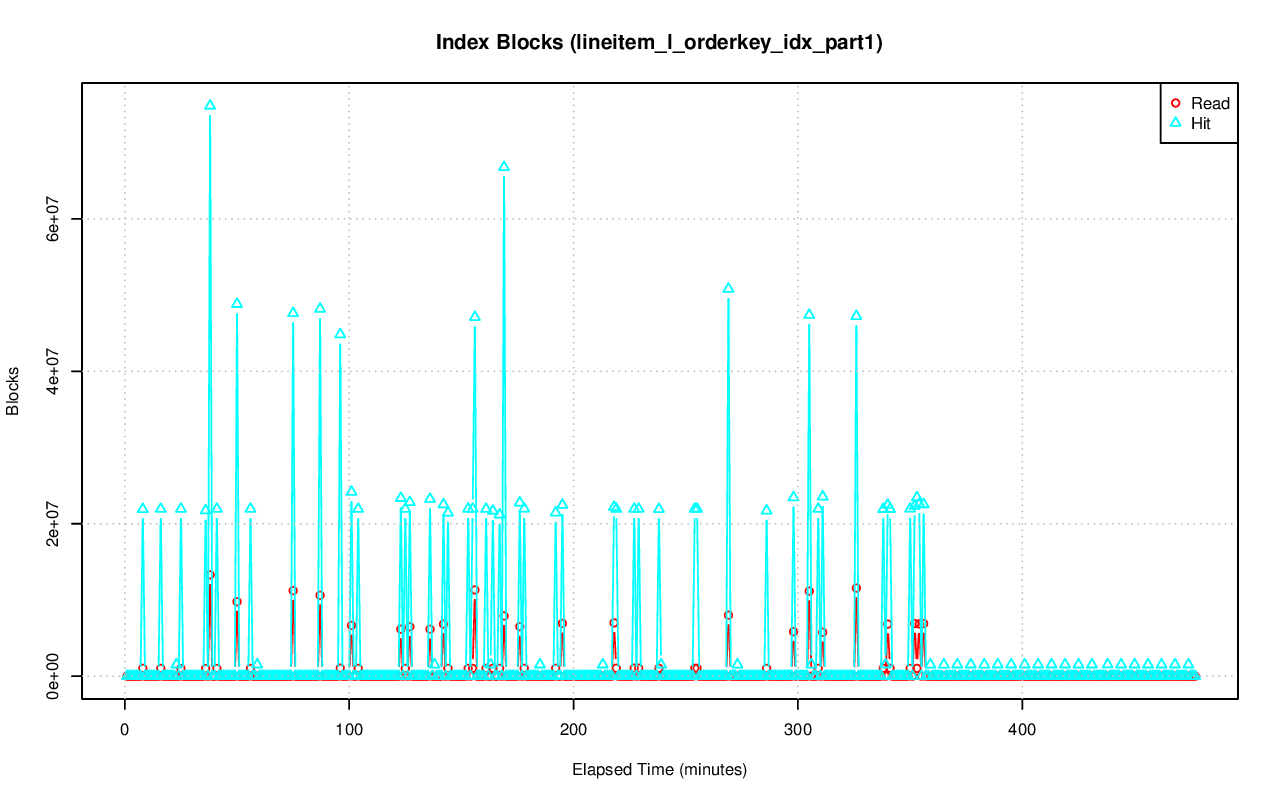 Index Blocks (lineitem_l_orderkey_idx_part1)
Read
Hit
6e+07
4e+07
2e+07
0e+00
Blocks
0 100 200 300 400
Elapsed Time (minutes)